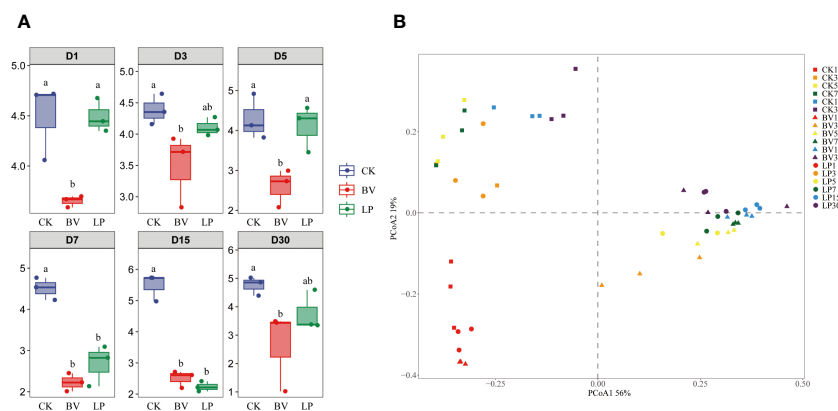 A
B
D1
D3
D5
5.0
4.5
4.0
a
b
a
CK
BV
LP
5.0
4.5
4.0
3.5
3.0
a
b
ab
CK
BV
LP
5
4
3
2
a
b
a
CK
BV
LP
CK
BV
LP
D7
D15
D30
5
4
3
2
a
b
b
CK
BV
LP
6
5
4
3
2
a
b
b
CK
BV
LP
5
4
3
2
1
a
b
ab
CK
BV
LP
PCoA2 19%
0.2
0.0
−0.2
−0.4
−0.25
0.00
0.25
0.50
PCoA1 56%
CK1
CK3
CK5
CK7
CK1
CK3
BV1
BV3
BV5
BV7
BV1
BV3
LP1
LP3
LP5
LP7
LP15
LP30